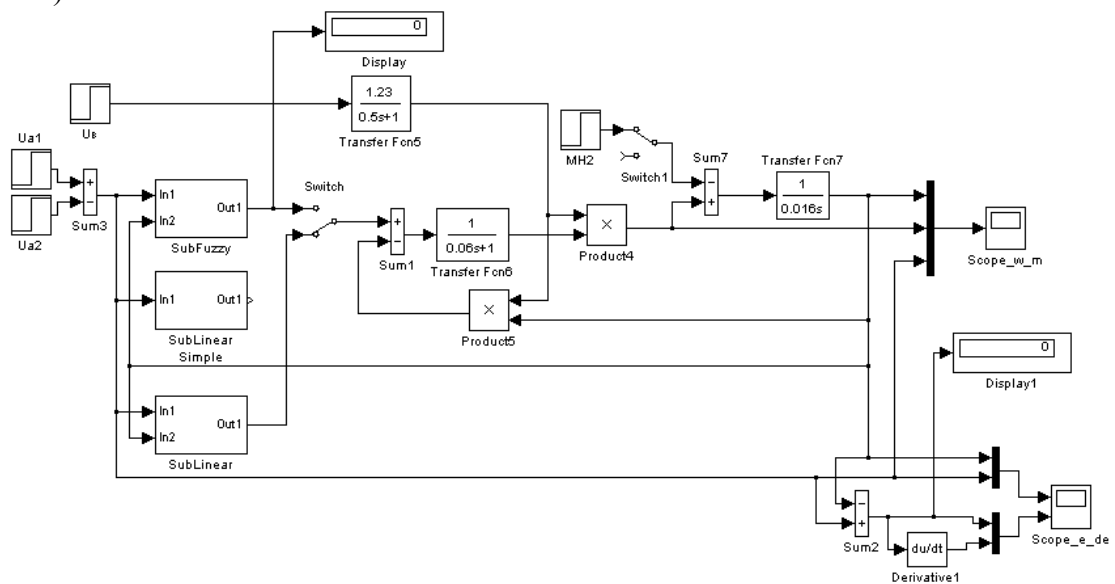 )
0
Display
Uв
1.23
0.5s+1
Transfer Fcn5
Ua1
Ua2
+
−
Sum3
In1
In2
Out1
SubFuzzy
Switch
+
−
Sum1
1
0.06s+1
Transfer Fcn6
×
Product4
MH2
Switch1
Sum7
−
+
Transfer Fcn7
1
0.016s
Scope_w_m
In1
Out1
SubLinear
Simple
×
Product5
0
Display1
In1
In2
Out1
SubLinear
−
+
Sum2
du/dt
Derivative1
Scope_e_de